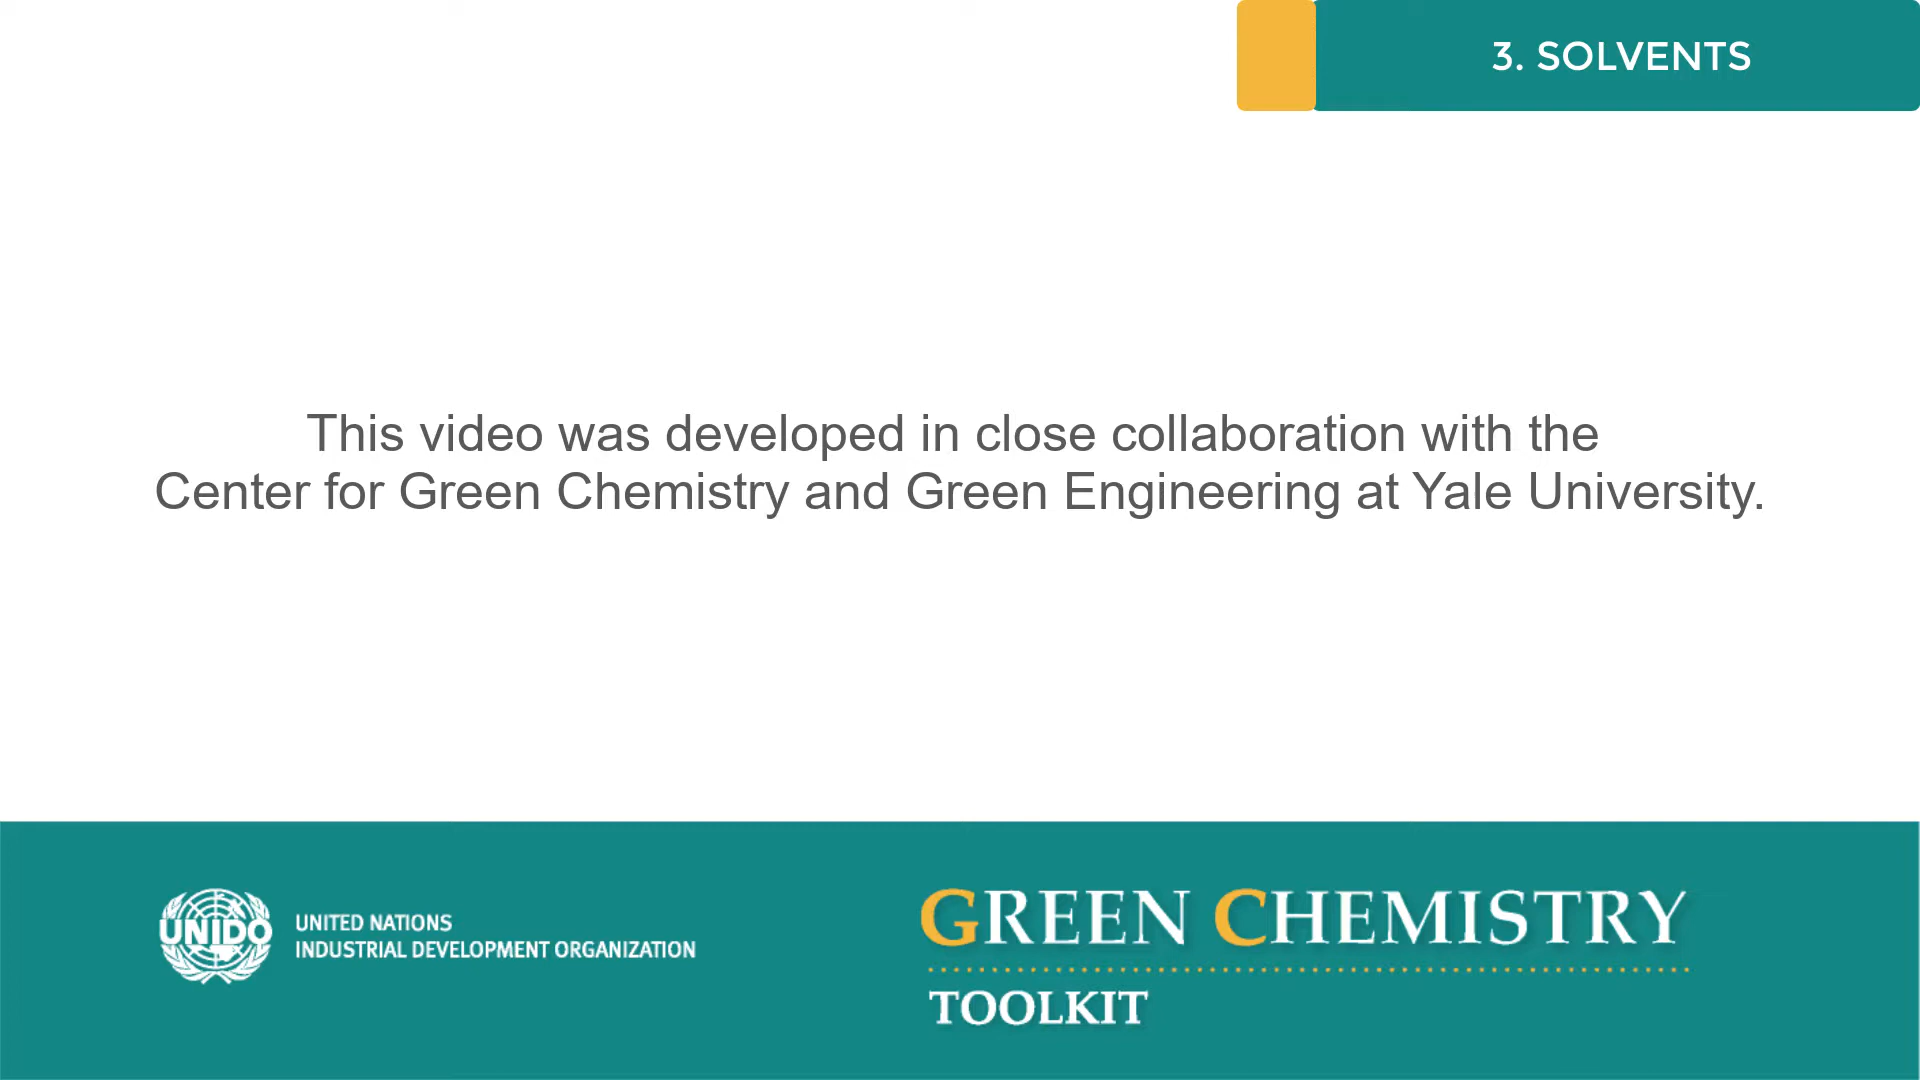 3. SOLVENTS
This video was developed in close collaboration with the
Center for Green Chemistry and Green Engineering at Yale University.
UNIDO
UNITED NATIONS
INDUSTRIAL DEVELOPMENT ORGANIZATION
GREEN CHEMISTRY
TOOLKIT